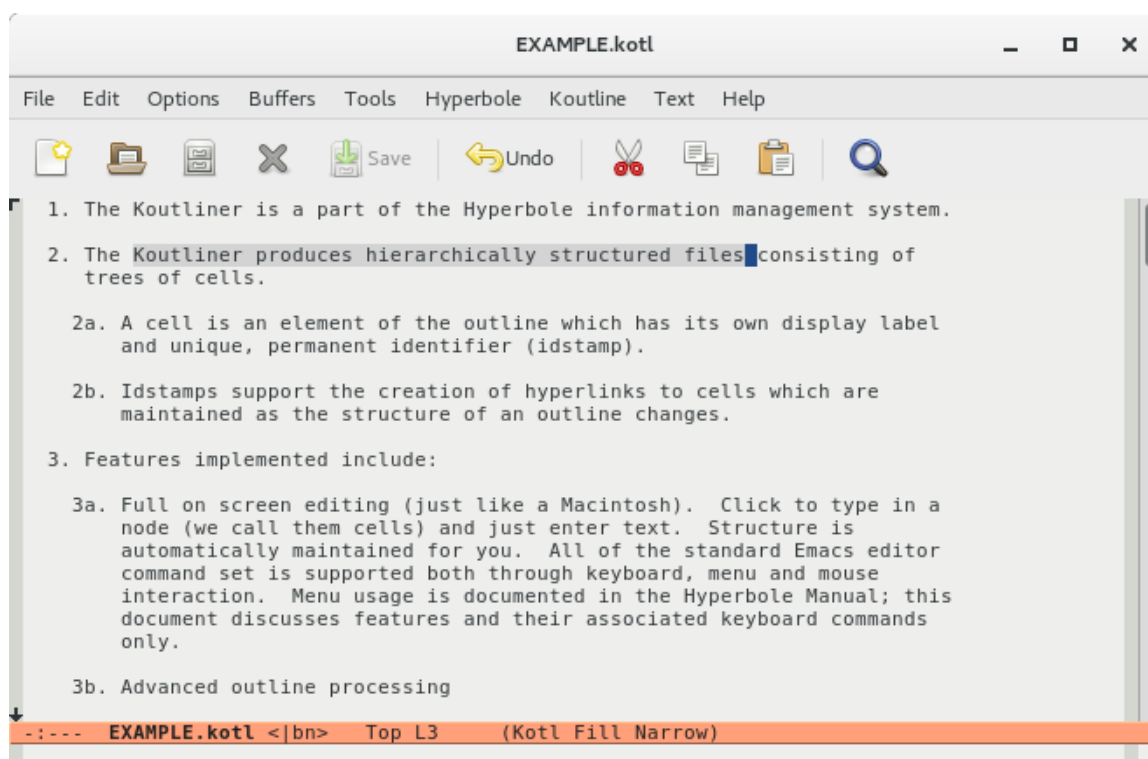 EXAMPLE.kotl
File Edit Options Buffers Tools Hyperbole Koutline Text Help
Save Undo
1. The Koutliner is a part of the Hyperbole information management system.
2. The Koutliner produces hierarchically structured files consisting of
trees of cells.
2a. A cell is an element of the outline which has its own display label
and unique, permanent identifier (idstamp).
2b. Idstamps support the creation of hyperlinks to cells which are
maintained as the structure of an outline changes.
3. Features implemented include:
3a. Full on screen editing (just like a Macintosh).  Click to type in a
node (we call them cells) and just enter text.  Structure is
automatically maintained for you.  All of the standard Emacs editor
command set is supported both through keyboard, menu and mouse
interaction.  Menu usage is documented in the Hyperbole Manual; this
document discusses features and their associated keyboard commands
only.
3b. Advanced outline processing
-:---  EXAMPLE.kotl <|bn>   Top L3     (Kotl Fill Narrow)